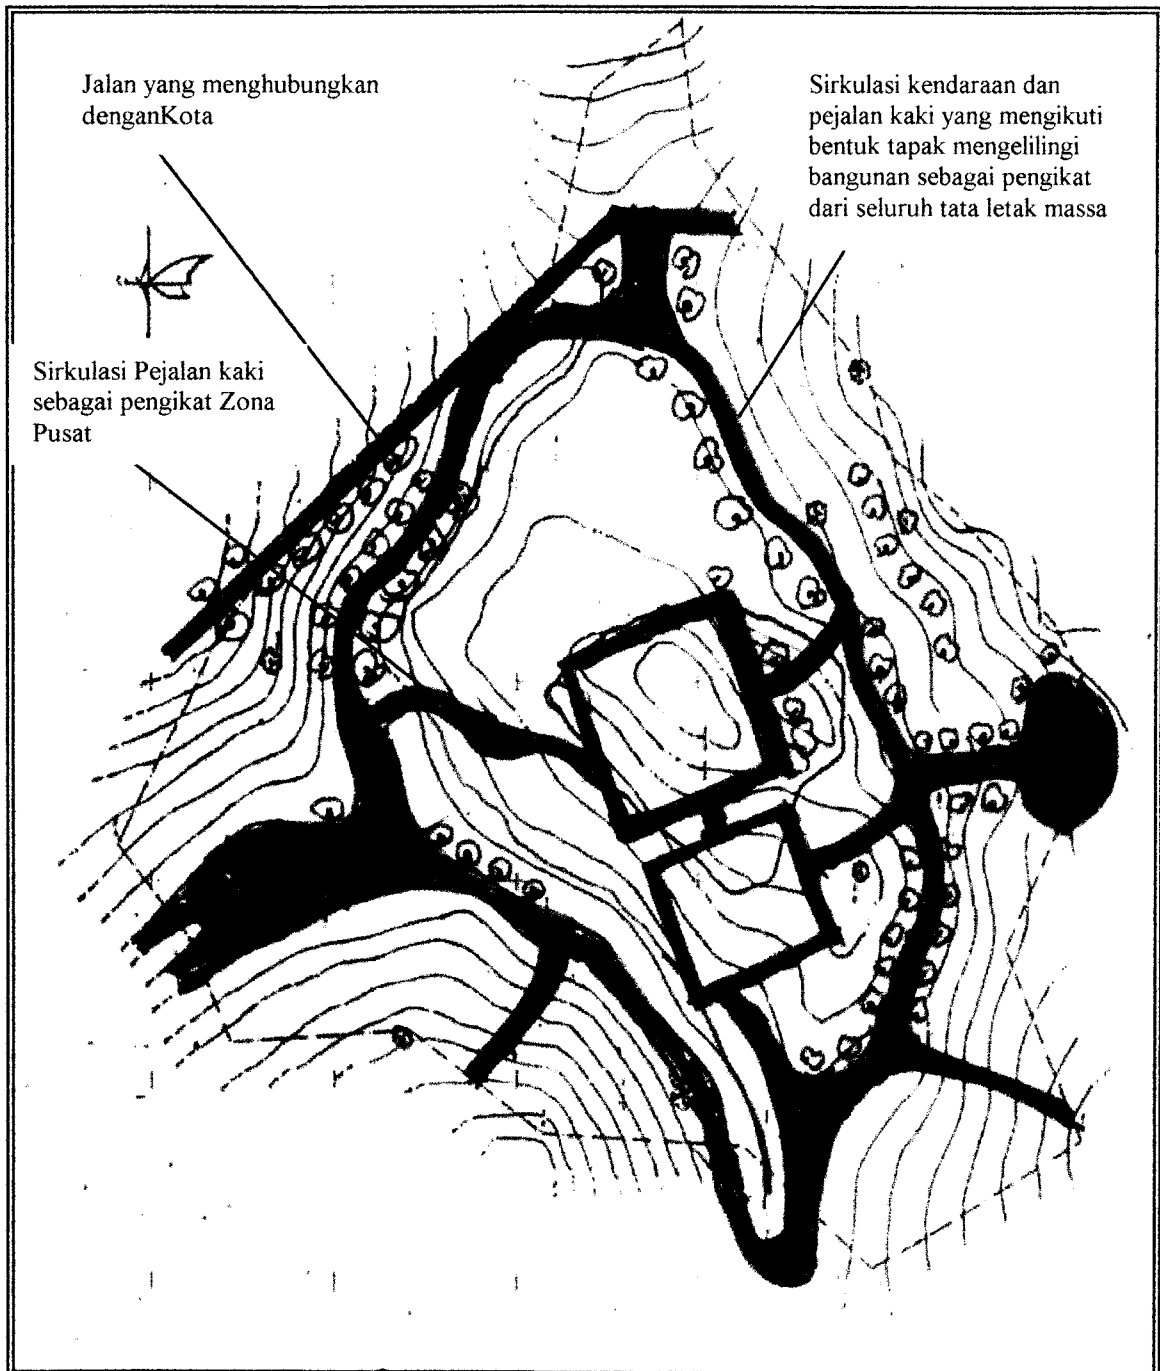 Jalan yang menghubungkan
denganKota
Sirkulasi kendaraan dan
pejalan kaki yang mengikuti
bentuk tapak mengelilingi
bangunan sebagai pengikat
dari seluruh tata letak massa
Sirkulasi Pejalan kaki
sebagai pengikat Zona
Pusat